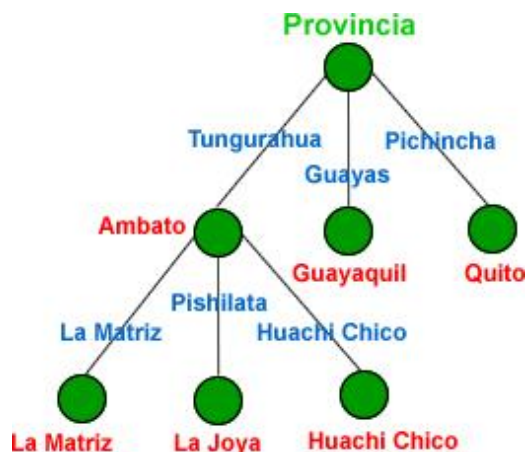 Provincia
Tungurahua
Pichincha
Guayas
Ambato
Guayaquil
Quito
Pishilata
La Matriz
Huachi Chico
La Matriz
La Joya
Huachi Chico